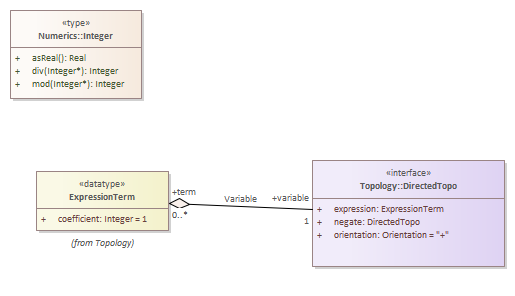 «type»
Numerics::Integer
+ asReal(): Real
+ div(Integer*): Integer
+ mod(Integer*): Integer
«datatype»
ExpressionTerm
+ coefficient: Integer = 1
(from Topology)
+term
0..*
Variable
+variable
1
«interface»
Topology::DirectedTopo
+ expression: ExpressionTerm
+ negate: DirectedTopo
+ orientation: Orientation = "+"